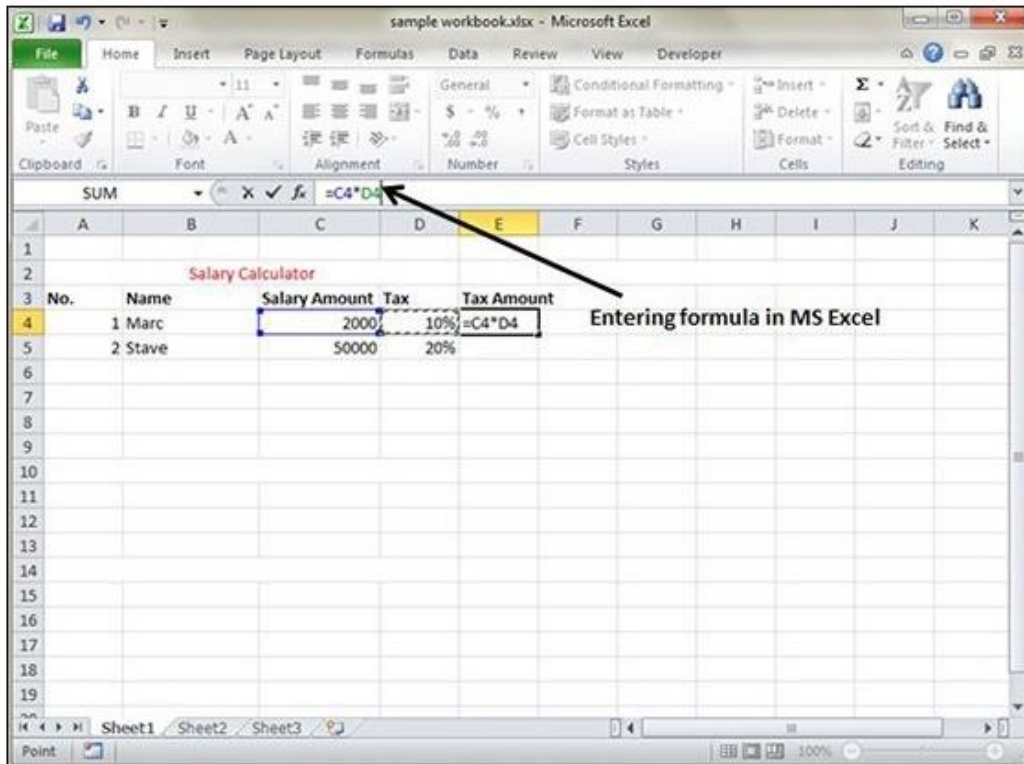 sample workbook.xlsx - Microsoft Excel
File Home Insert Page Layout Formulas Data Review View Developer
Paste
11
B I U A A
A
General
$ % ,
Conditional Formatting
Format as Table
Cell Styles
Insert
Delete
Format
Σ
Sort & Filter
Find & Select
Clipboard Font Alignment Number Styles Cells Editing
SUM fx =C4*D4
A B C D E F G H I J K
1
2 Salary Calculator
3 No. Name Salary Amount Tax Tax Amount
4 1 Marc 2000 10% =C4*D4
Entering formula in MS Excel
5 2 Stave 50000 20%
6
7
8
9
10
11
12
13
14
15
16
17
18
19
Sheet1 Sheet2 Sheet3
Point 100%